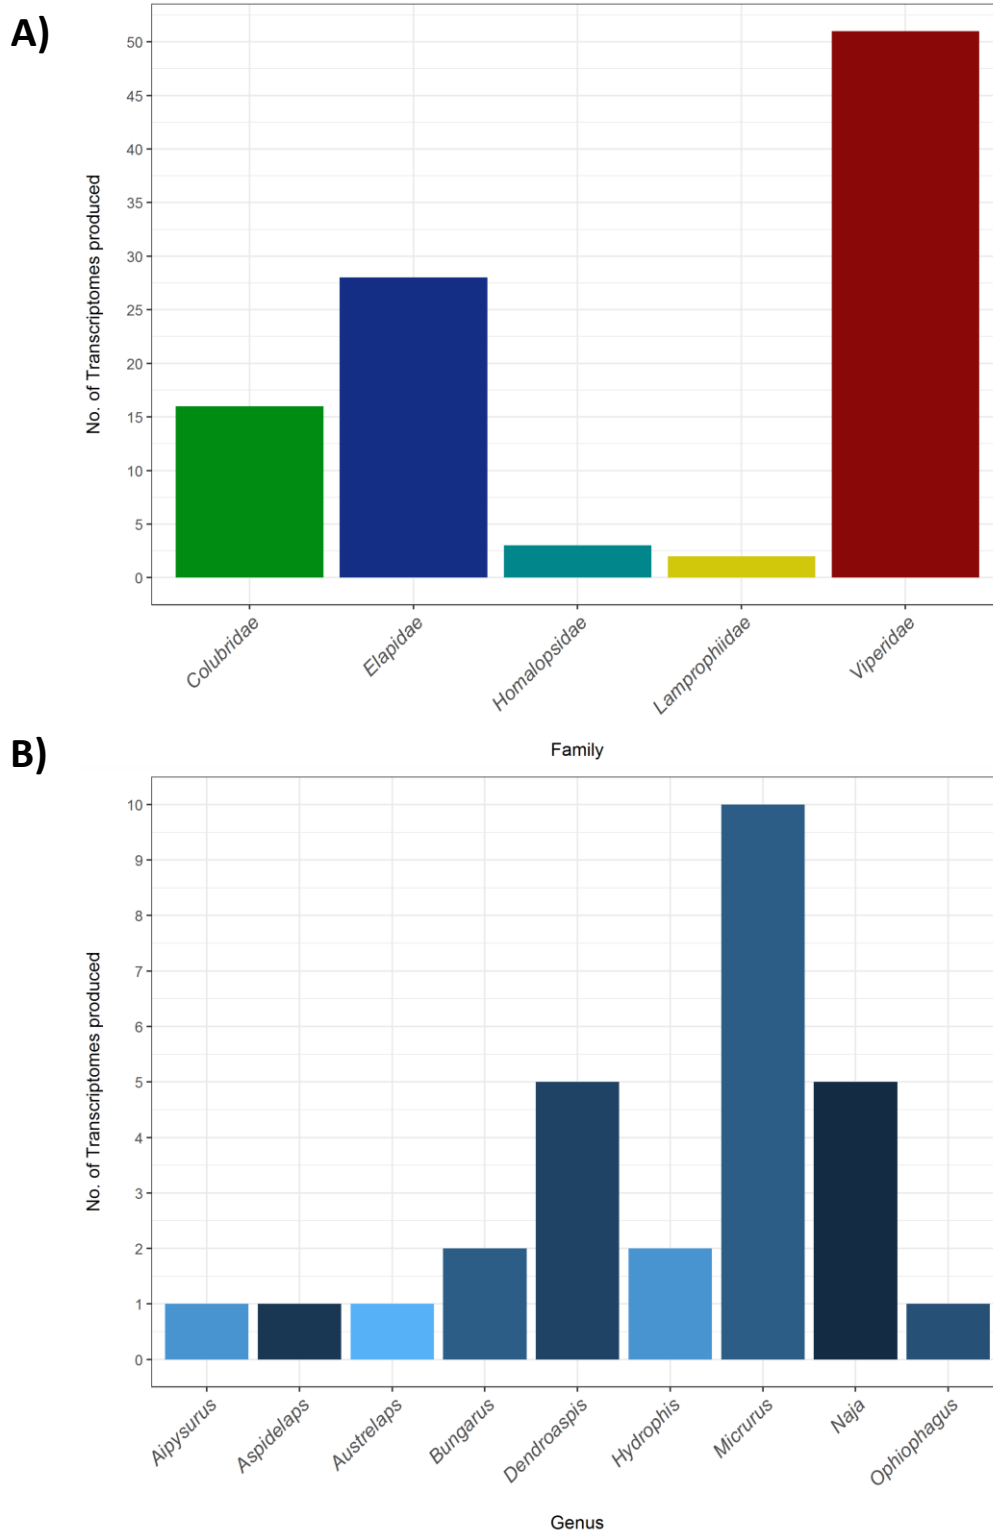 A)
No. of Transcriptomes produced
50
45
40
35
30
25
20
15
10
5
0
Colubridae
Elapidae
Homalopsidae
Lamprophiidae
Viperidae
Family
B)
No. of Transcriptomes produced
10
9
8
7
6
5
4
3
2
1
0
Aipysurus
Aspidelaps
Austrelaps
Bungarus
Dendroaspis
Hydrophis
Micrurus
Naja
Ophiophagus
Genus